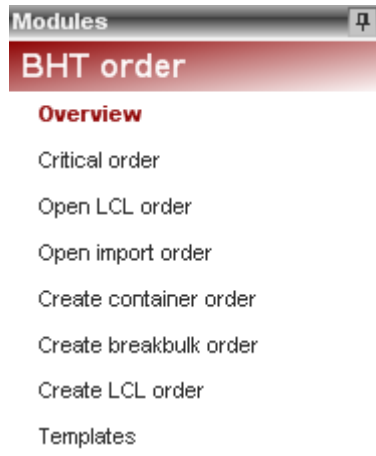 Modules
BHT order
Overview
Critical order
Open LCL order
Open import order
Create container order
Create breakbulk order
Create LCL order
Templates